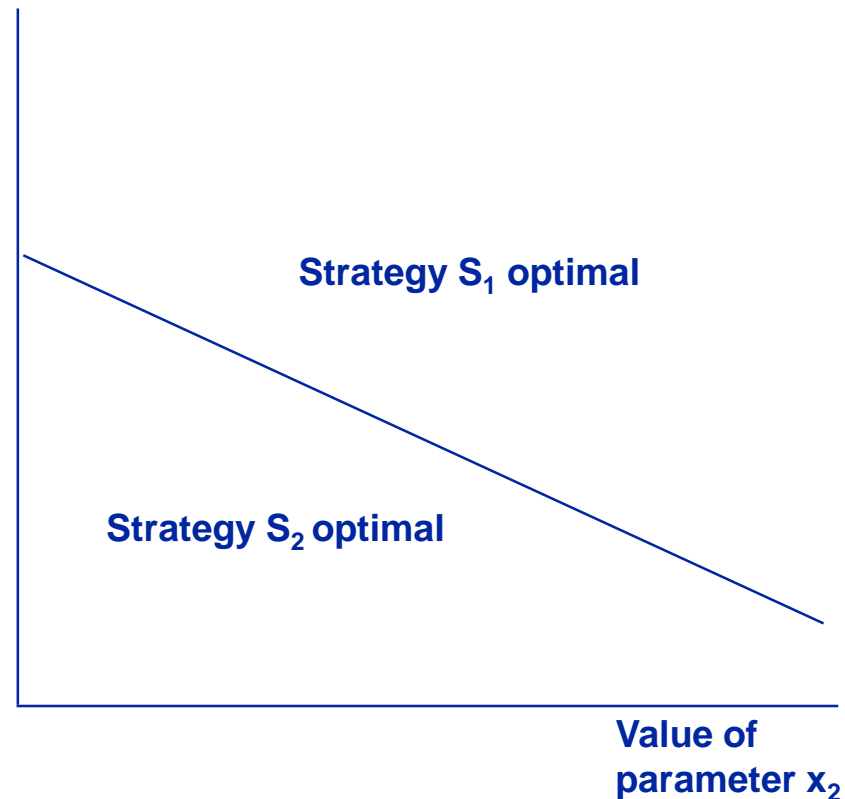 Strategy S₁ optimal
Strategy S₂ optimal
Value of
parameter x₂